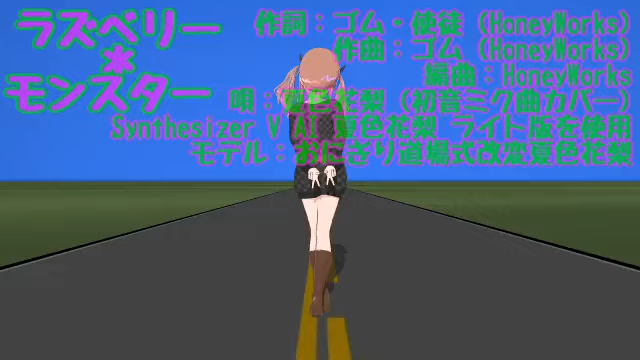 ラズベリー
*
モンスター
作詞：ゴム・使徒 (HoneyWorks)
作曲：ゴム (HoneyWorks)
編曲：HoneyWorks
唄：夏色花梨 (初音ミク曲カバー)
Synthesizer V AI 夏色花梨 ライト版を使用
モデル：おにぎり道場式改変夏色花梨